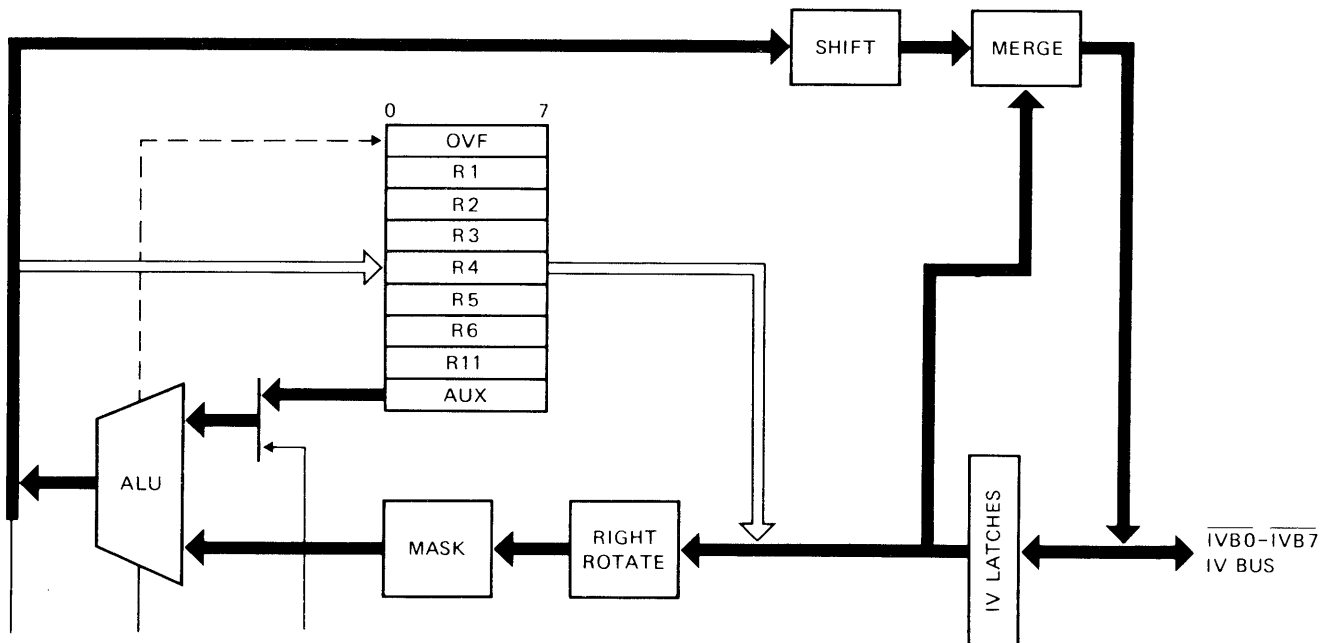 SHIFT
MERGE
0 7
OVF
R1
R2
R3
R4
R5
R6
R11
AUX
ALU
MASK
RIGHT
ROTATE
IV LATCHES
IVB0-IVB7
IV BUS